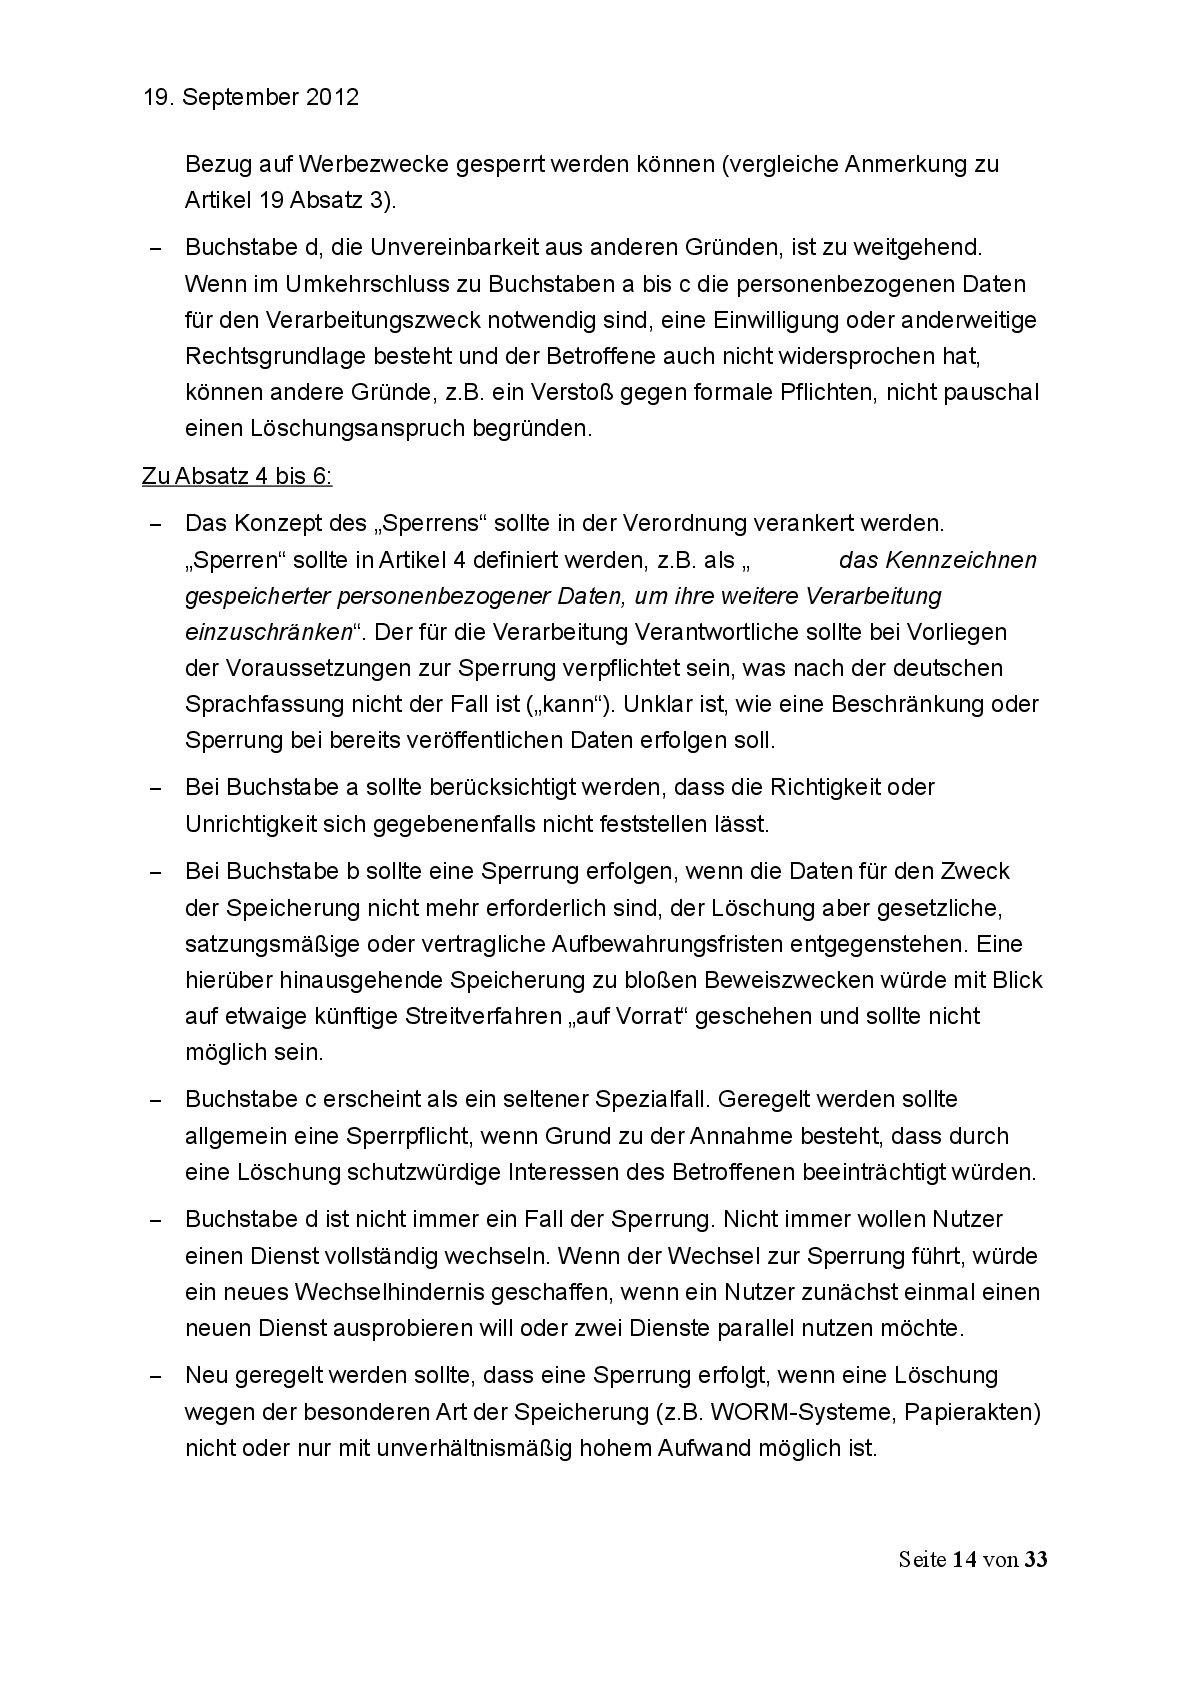 19. September 2012
Bezug auf Werbezwecke gesperrt werden können (vergleiche Anmerkung zu
Artikel 19 Absatz 3).
– Buchstabe d, die Unvereinbarkeit aus anderen Gründen, ist zu weitgehend.
Wenn im Umkehrschluss zu Buchstaben a bis c die personenbezogenen Daten
für den Verarbeitungszweck notwendig sind, eine Einwilligung oder anderweitige
Rechtsgrundlage besteht und der Betroffene auch nicht widersprochen hat,
können andere Gründe, z.B. ein Verstoß gegen formale Pflichten, nicht pauschal
einen Löschungsanspruch begründen.
Zu Absatz 4 bis 6:
– Das Konzept des „Sperrens“ sollte in der Verordnung verankert werden.
„Sperren“ sollte in Artikel 4 definiert werden, z.B. als „ das Kennzeichnen
gespeicherter personenbezogener Daten, um ihre weitere Verarbeitung
einzuschränken“. Der für die Verarbeitung Verantwortliche sollte bei Vorliegen
der Voraussetzungen zur Sperrung verpflichtet sein, was nach der deutschen
Sprachfassung nicht der Fall ist („kann“). Unklar ist, wie eine Beschränkung oder
Sperrung bei bereits veröffentlichen Daten erfolgen soll.
– Bei Buchstabe a sollte berücksichtigt werden, dass die Richtigkeit oder
Unrichtigkeit sich gegebenenfalls nicht feststellen lässt.
– Bei Buchstabe b sollte eine Sperrung erfolgen, wenn die Daten für den Zweck
der Speicherung nicht mehr erforderlich sind, der Löschung aber gesetzliche,
satzungsmäßige oder vertragliche Aufbewahrungsfristen entgegenstehen. Eine
hierüber hinausgehende Speicherung zu bloßen Beweiszwecken würde mit Blick
auf etwaige künftige Streitverfahren „auf Vorrat“ geschehen und sollte nicht
möglich sein.
– Buchstabe c erscheint als ein seltener Spezialfall. Geregelt werden sollte
allgemein eine Sperrpflicht, wenn Grund zu der Annahme besteht, dass durch
eine Löschung schutzwürdige Interessen des Betroffenen beeinträchtigt würden.
– Buchstabe d ist nicht immer ein Fall der Sperrung. Nicht immer wollen Nutzer
einen Dienst vollständig wechseln. Wenn der Wechsel zur Sperrung führt, würde
ein neues Wechselhindernis geschaffen, wenn ein Nutzer zunächst einmal einen
neuen Dienst ausprobieren will oder zwei Dienste parallel nutzen möchte.
– Neu geregelt werden sollte, dass eine Sperrung erfolgt, wenn eine Löschung
wegen der besonderen Art der Speicherung (z.B. WORM-Systeme, Papierakten)
nicht oder nur mit unverhältnismäßig hohem Aufwand möglich ist.
Seite 14 von 33